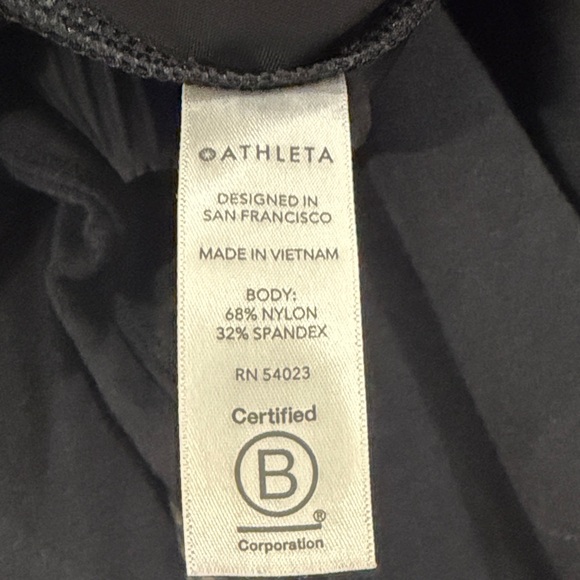 ATHLETA
DESIGNED IN
SAN FRANCISCO
MADE IN VIETNAM
BODY:
68% NYLON
32% SPANDEX
RN 54023
Certified
B
®
Corporation